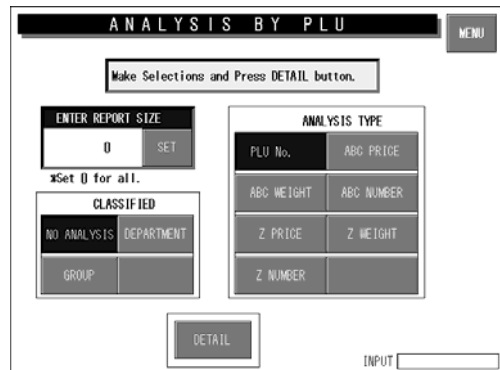 ANALYSIS BY PLU
MENU
Make Selections and Press DETAIL button.
ENTER REPORT SIZE
0 SET
*Set 0 for all.
CLASSIFIED
NO ANALYSIS DEPARTMENT
GROUP
ANALYSIS TYPE
PLU No. ABC PRICE
ABC WEIGHT ABC NUMBER
Z PRICE Z WEIGHT
Z NUMBER
DETAIL
INPUT